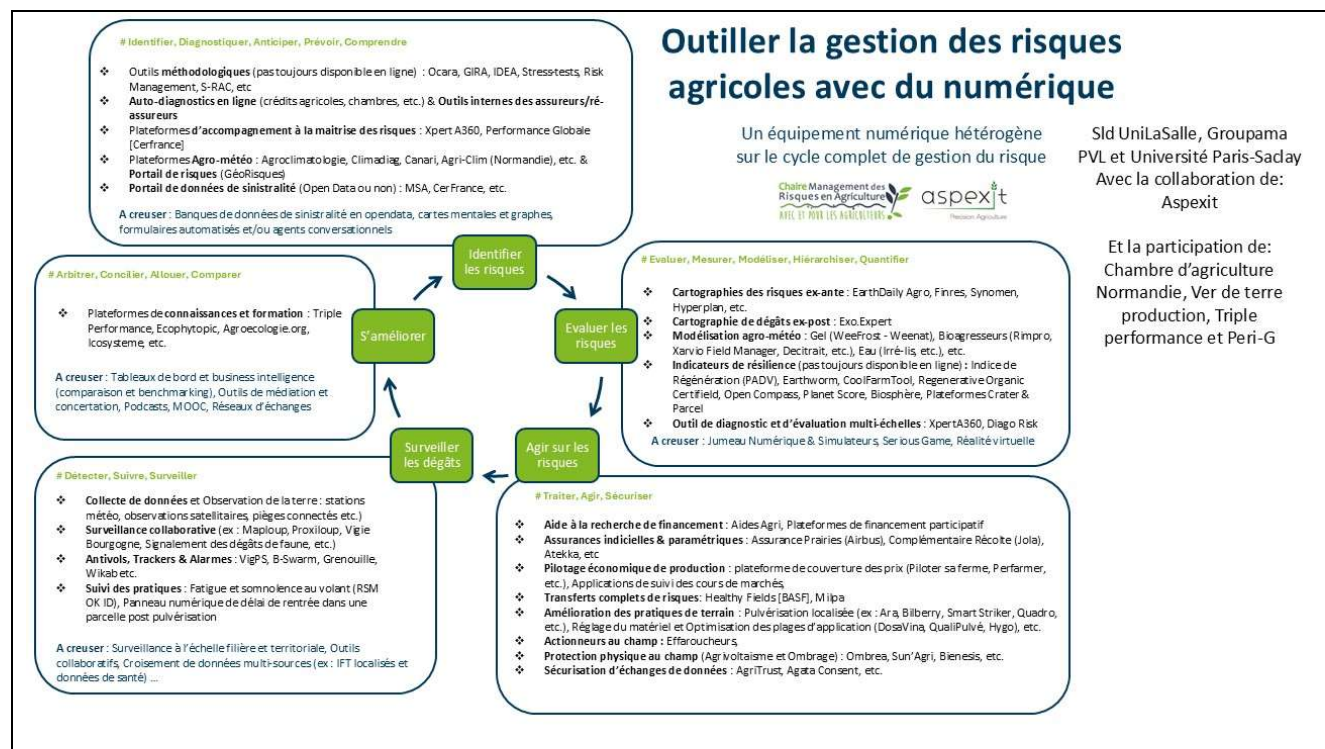 Outiller la gestion des risques
agricoles avec du numérique
Un équipement numérique hétérogène
sur le cycle complet de gestion du risque
Chaire Management des
Risques en Agriculture
AVEC ET POUR LES AGRICULTEURS
aspexit
Precision Agriculture
Sld UniLaSalle, Groupama
PVL et Université Paris-Saclay
Avec la collaboration de:
Aspexit
Et la participation de:
Chambre d'agriculture
Normandie, Ver de terre
production, Triple
performance et Peri-G
# Identifier, Diagnostiquer, Anticiper, Prévoir, Comprendre
❖ Outils méthodologiques (pas toujours disponible en ligne) : Ocara, GIRA, IDEA, Stress-tests, Risk
Management, S-RAC, etc
❖ Auto-diagnostics en ligne (crédits agricoles, chambres, etc.) & Outils internes des assureurs/ré-
assureurs
❖ Plateformes d'accompagnement à la maitrise des risques : Xpert A360, Performance Globale
[Cerfrance]
❖ Plateformes Agro-météo : Agroclimatologie, Climadiag, Canari, Agri-Clim (Normandie), etc. &
Portail de risques (GéoRisques)
❖ Portail de données de sinistralité (Open Data ou non) : MSA, CerFrance, etc.
A creuser : Banques de données de sinistralité en opendata, cartes mentales et graphes,
formulaires automatisés et/ou agents conversationnels
Identifier
les risques
# Evaluer, Mesurer, Modéliser, Hiérarchiser, Quantifier
❖ Cartographies des risques ex-ante : EarthDaily Agro, Finres, Synomen,
Hyperplan, etc.
❖ Cartographie de dégâts ex-post : Exo.Expert
❖ Modélisation agro-météo : Gel (WeeFrost - Weenat), Bioagresseurs (Rimpro,
Xarvio Field Manager, Decitrait, etc.), Eau (Irré-lis, etc.), etc.
❖ Indicateurs de résilience (pas toujours disponible en ligne) : Indice de
Régénération (PADV), Earthworm, CoolFarmTool, Regenerative Organic
Certifield, Open Compass, Planet Score, Biosphère, Plateformes Crater &
Parcel
❖ Outil de diagnostic et d'évaluation multi-échelles : XpertA360, Diago Risk
A creuser : Jumeau Numérique & Simulateurs, Serious Game, Réalité virtuelle
Evaluer les
risques
# Traiter, Agir, Sécuriser
❖ Aide à la recherche de financement : Aides Agri, Plateformes de financement participatif
❖ Assurances indicielles & paramétriques : Assurance Prairies (Airbus), Complémentaire Récolte (Jola),
Atekka, etc
❖ Pilotage économique de production : plateforme de couverture des prix (Piloter sa ferme, Perfarmer,
etc.), Applications de suivi des cours de marchés,
❖ Transferts complets de risques: Healthy Fields [BASF], Milpa
❖ Amélioration des pratiques de terrain : Pulvérisation localisée (ex : Ara, Bilberry, Smart Striker, Quadro,
etc.), Réglage du matériel et Optimisation des plages d'application (DosaVina, QualiPulvé, Hygo), etc.
❖ Actionneurs au champ : Effaroucheurs,
❖ Protection physique au champ (Agrivoltaisme et Ombrage) : Ombrea, Sun'Agri, Bienesis, etc.
❖ Sécurisation d'échanges de données : AgriTrust, Agata Consent, etc.
Agir sur les
risques
# Détecter, Suivre, Surveiller
❖ Collecte de données et Observation de la terre : stations
météo, observations satellitaires, pièges connectés etc.)
❖ Surveillance collaborative (ex : Maploup, Proxiloup, Vigie
Bourgogne, Signalement des dégâts de faune, etc.)
❖ Antivols, Trackers & Alarmes : VigPS, B-Swarm, Grenouille,
Wikab etc.
❖ Suivi des pratiques : Fatigue et somnolence au volant (RSM
OK ID), Panneau numérique de délai de rentrée dans une
parcelle post pulvérisation
A creuser : Surveillance à l'échelle filière et territoriale, Outils
collaboratifs, Croisement de données multi-sources (ex : IFT localisés et
données de santé) ...
Surveiller
les dégâts
# Arbitrer, Concilier, Allouer, Comparer
❖ Plateformes de connaissances et formation : Triple
Performance, Ecophytopic, Agroecologie.org,
Icosysteme, etc.
A creuser : Tableaux de bord et business intelligence
(comparaison et benchmarking), Outils de médiation et
concertation, Podcasts, MOOC, Réseaux d'échanges
S'améliorer